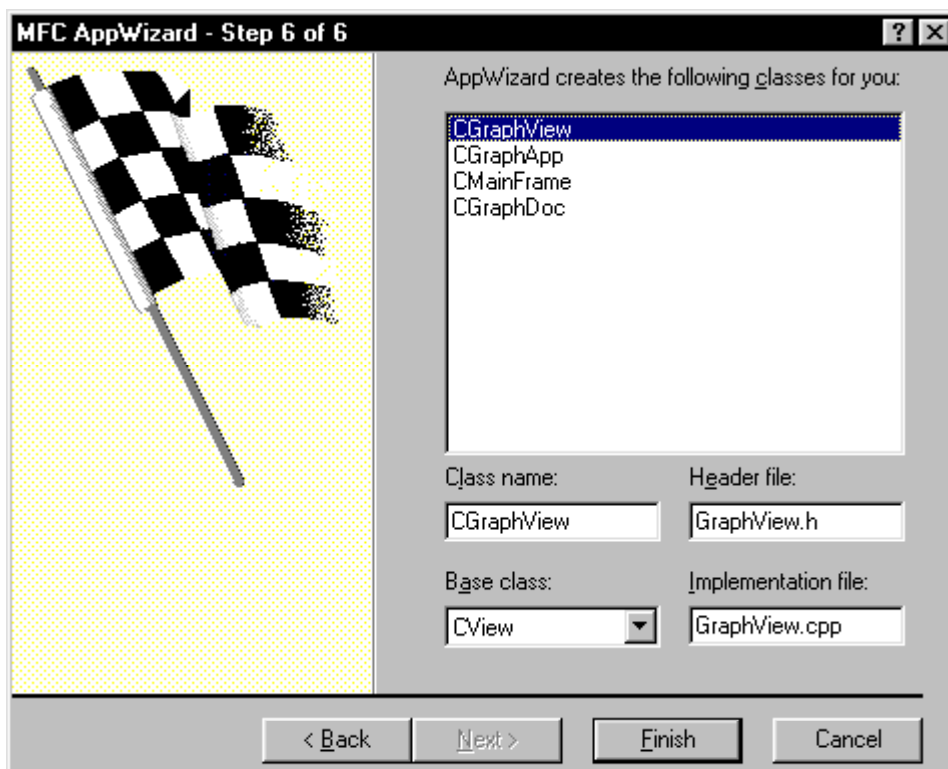 MFC AppWizard - Step 6 of 6
AppWizard creates the following classes for you:
CGraphView
CGraphApp
CMainFrame
CGraphDoc
Class name:
Header file:
CGraphView
GraphView.h
Base class:
Implementation file:
CView
GraphView.cpp
< Back
Next >
Finish
Cancel